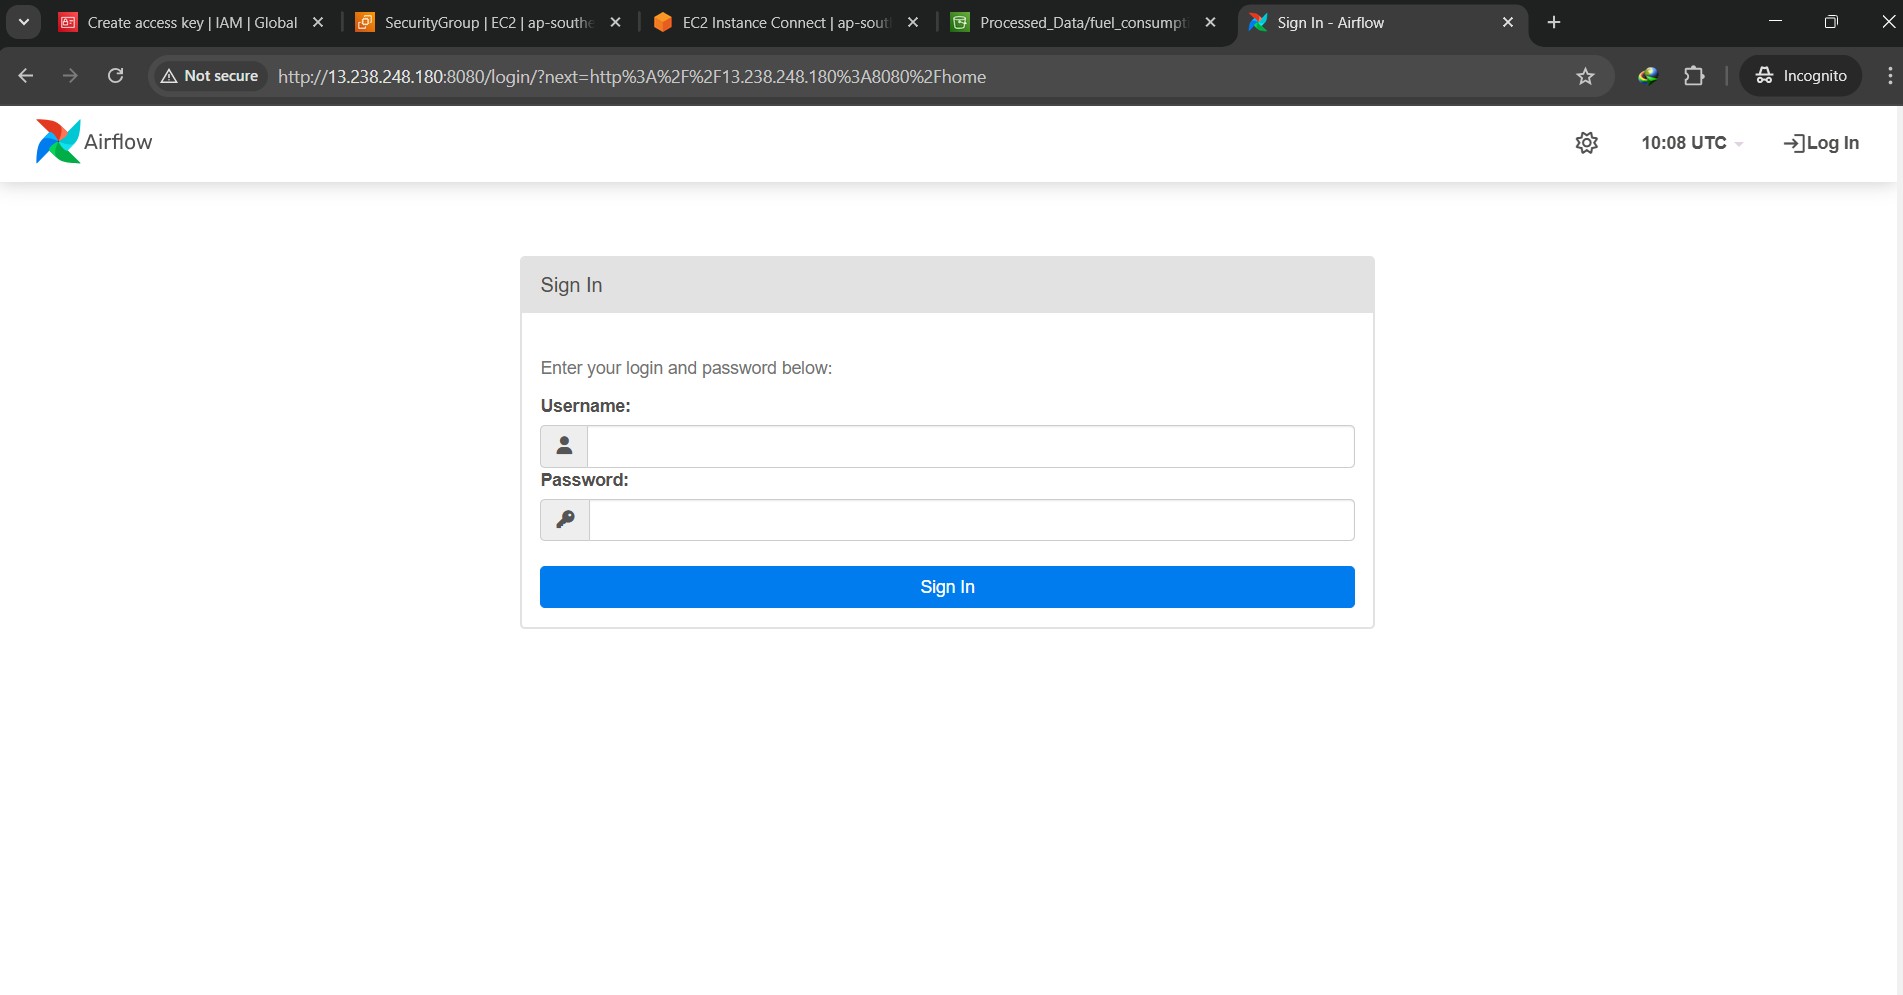 Create access key | IAM | Global
SecurityGroup | EC2 | ap-southe
EC2 Instance Connect | ap-sout
Processed_Data/fuel_consumpt
Sign In - Airflow
Not secure
http://13.238.248.180:8080/login/?next=http%3A%2F%2F13.238.248.180%3A8080%2Fhome
Incognito
Airflow
10:08 UTC
Log In
Sign In
Enter your login and password below:
Username:
Password:
Sign In